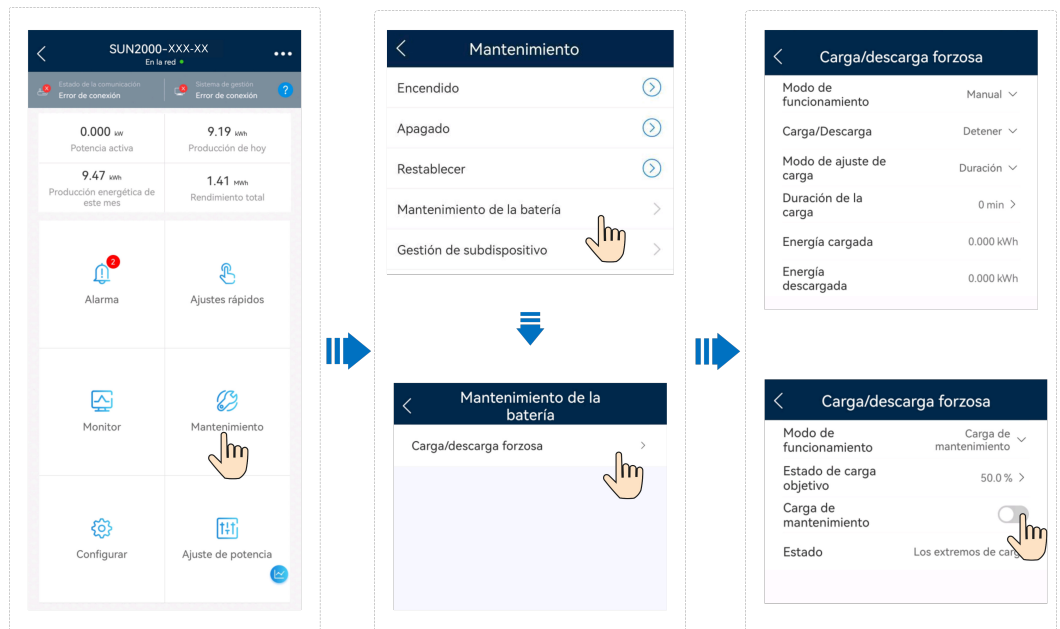 SUN2000-XXX-XX
En la red
Estado de la comunicación
Error de conexión
Sistema de gestión
Error de conexión
?
0.000 kW
Potencia activa
9.19 kWh
Producción de hoy
9.47 kWh
Producción energética de
este mes
1.41 MWh
Rendimiento total
2
Alarma
Ajustes rápidos
Monitor
Mantenimiento
Configurar
Ajuste de potencia
Mantenimiento
Encendido
Apagado
Restablecer
Mantenimiento de la batería
Gestión de subdispositivo
Mantenimiento de la
batería
Carga/descarga forzosa
Carga/descarga forzosa
Modo de
funcionamiento
Manual
Carga/Descarga
Detener
Modo de ajuste de
carga
Duración
Duración de la
carga
0 min
Energía cargada
0.000 kWh
Energía
descargada
0.000 kWh
Carga/descarga forzosa
Modo de
funcionamiento
Carga de
mantenimiento
Estado de carga
objetivo
50.0 %
Carga de
mantenimiento
Estado
Los extremos de